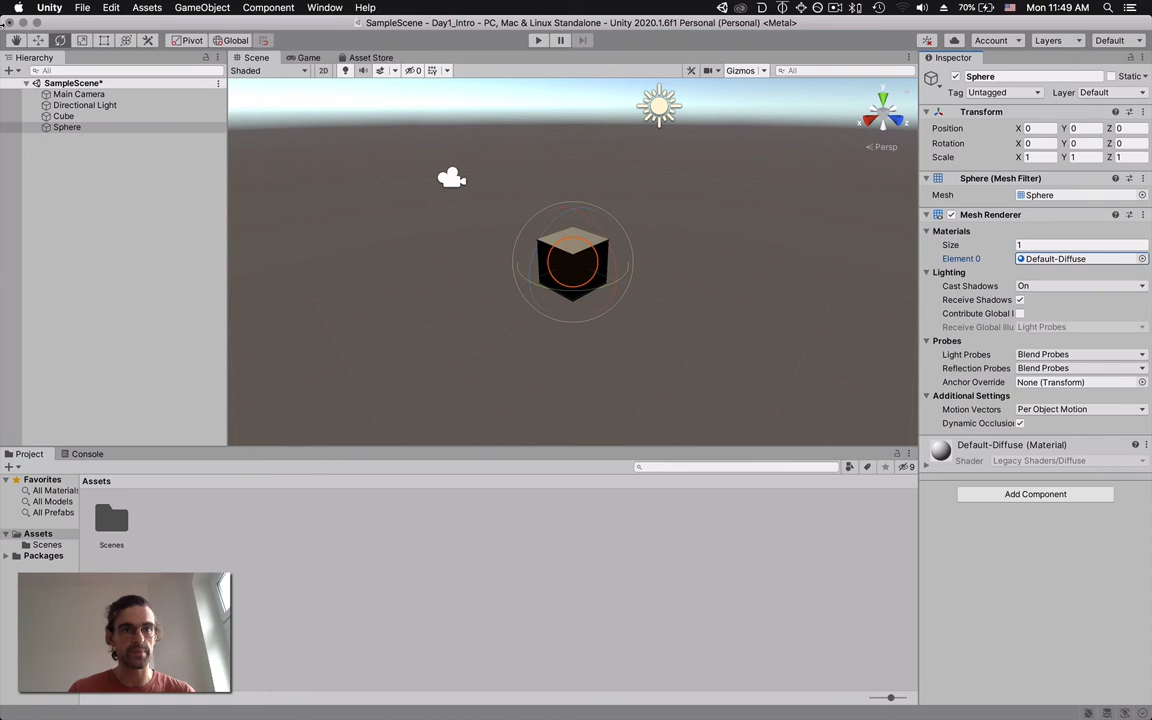 Unity File Edit Assets GameObject Component Window Help 70% Mon 11:49 AM
SampleScene - Day1_Intro - PC, Mac & Linux Standalone - Unity 2020.1.6f1 Personal (Personal) <Metal>
Pivot Global Account Layers Default
Hierarchy
All
SampleScene*
Main Camera
Directional Light
Cube
Sphere
Scene Game Asset Store
Shaded 2D 0 Gizmos All
y
x z
Persp
Inspector
Sphere Static
Tag Untagged Layer Default
Transform
Position X 0 Y 0 Z 0
Rotation X 0 Y 0 Z 0
Scale X 1 Y 1 Z 1
Sphere (Mesh Filter)
Mesh Sphere
Mesh Renderer
Materials
Size 1
Element 0 Default-Diffuse
Lighting
Cast Shadows On
Receive Shadows
Contribute Global I
Receive Global Illu Light Probes
Probes
Light Probes Blend Probes
Reflection Probes Blend Probes
Anchor Override None (Transform)
Additional Settings
Motion Vectors Per Object Motion
Dynamic Occlusion
Default-Diffuse (Material)
Shader Legacy Shaders/Diffuse
Add Component
Project Console
9
Favorites
All Materials
All Models
All Prefabs
Assets
Scenes
Packages
Assets
Scenes